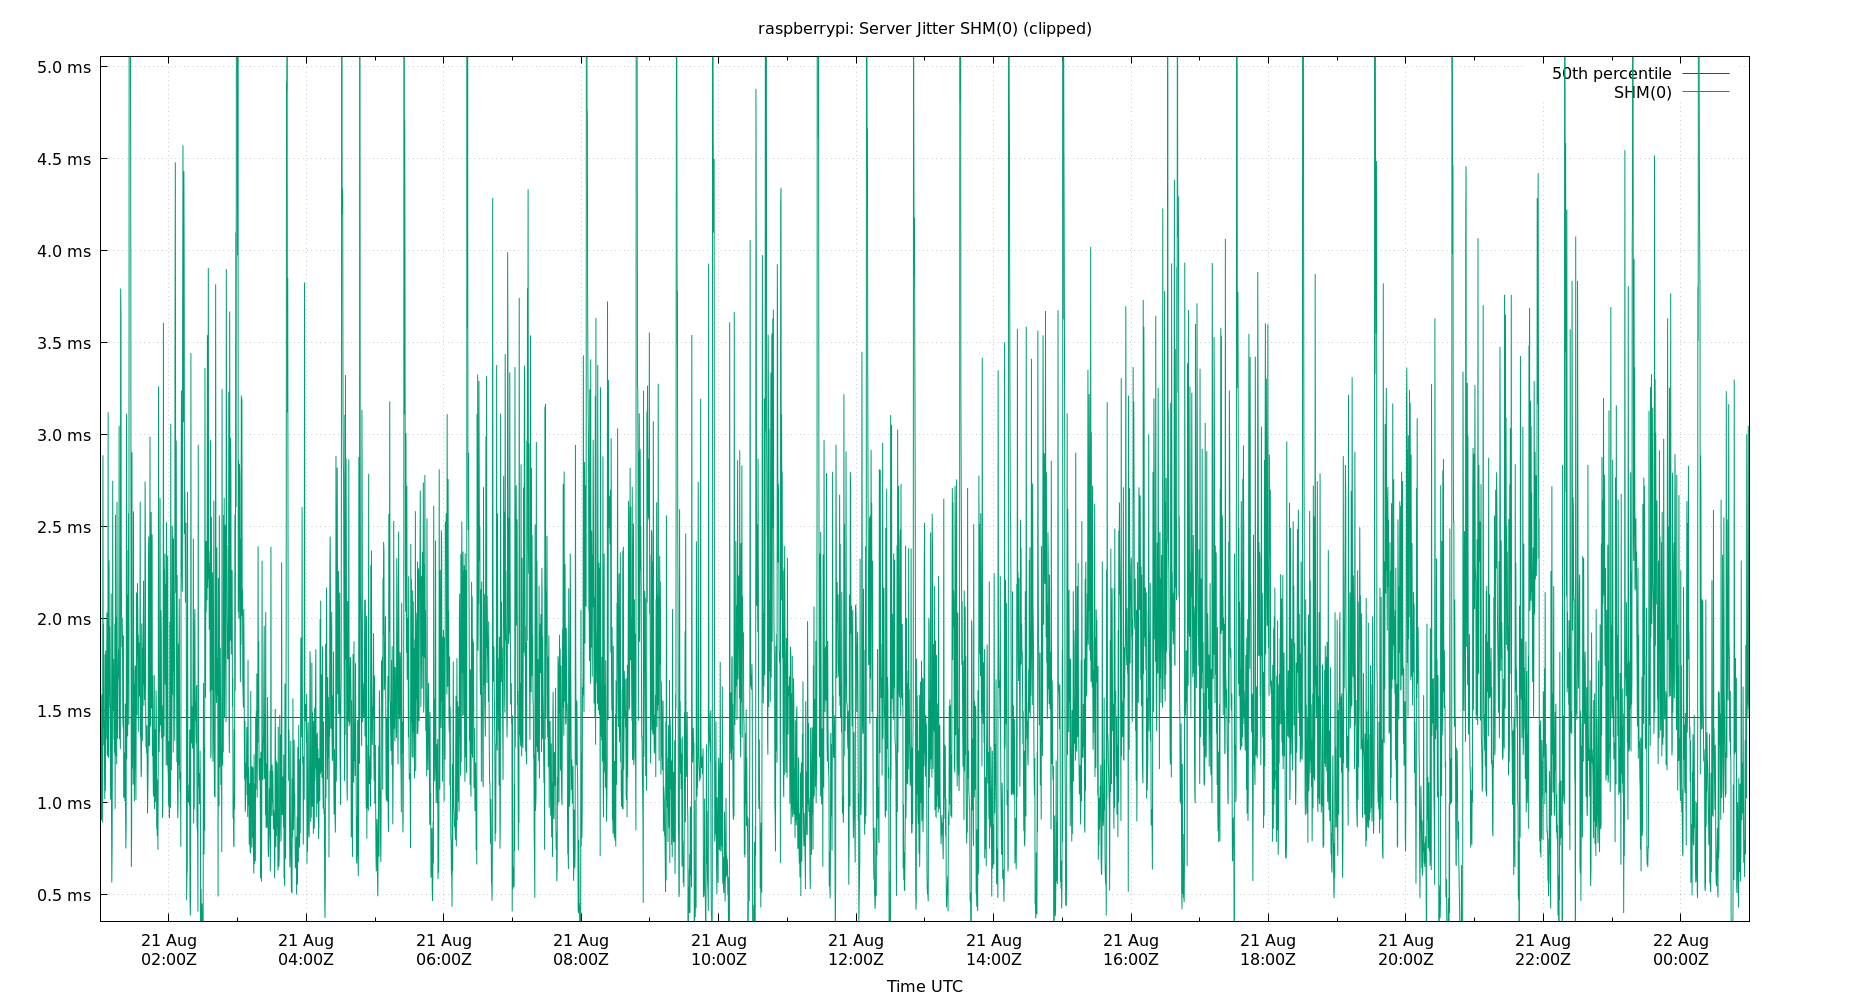 raspberrypi: Server Jitter SHM(0) (clipped)
5.0 ms
4.5 ms
4.0 ms
3.5 ms
3.0 ms
2.5 ms
2.0 ms
1.5 ms
1.0 ms
0.5 ms
50th percentile
SHM(0)
21 Aug 21 Aug 21 Aug 21 Aug 21 Aug 21 Aug 21 Aug 21 Aug 21 Aug 21 Aug 21 Aug 22 Aug
02:00Z 04:00Z 06:00Z 08:00Z 10:00Z 12:00Z 14:00Z 16:00Z 18:00Z 20:00Z 22:00Z 00:00Z
Time UTC